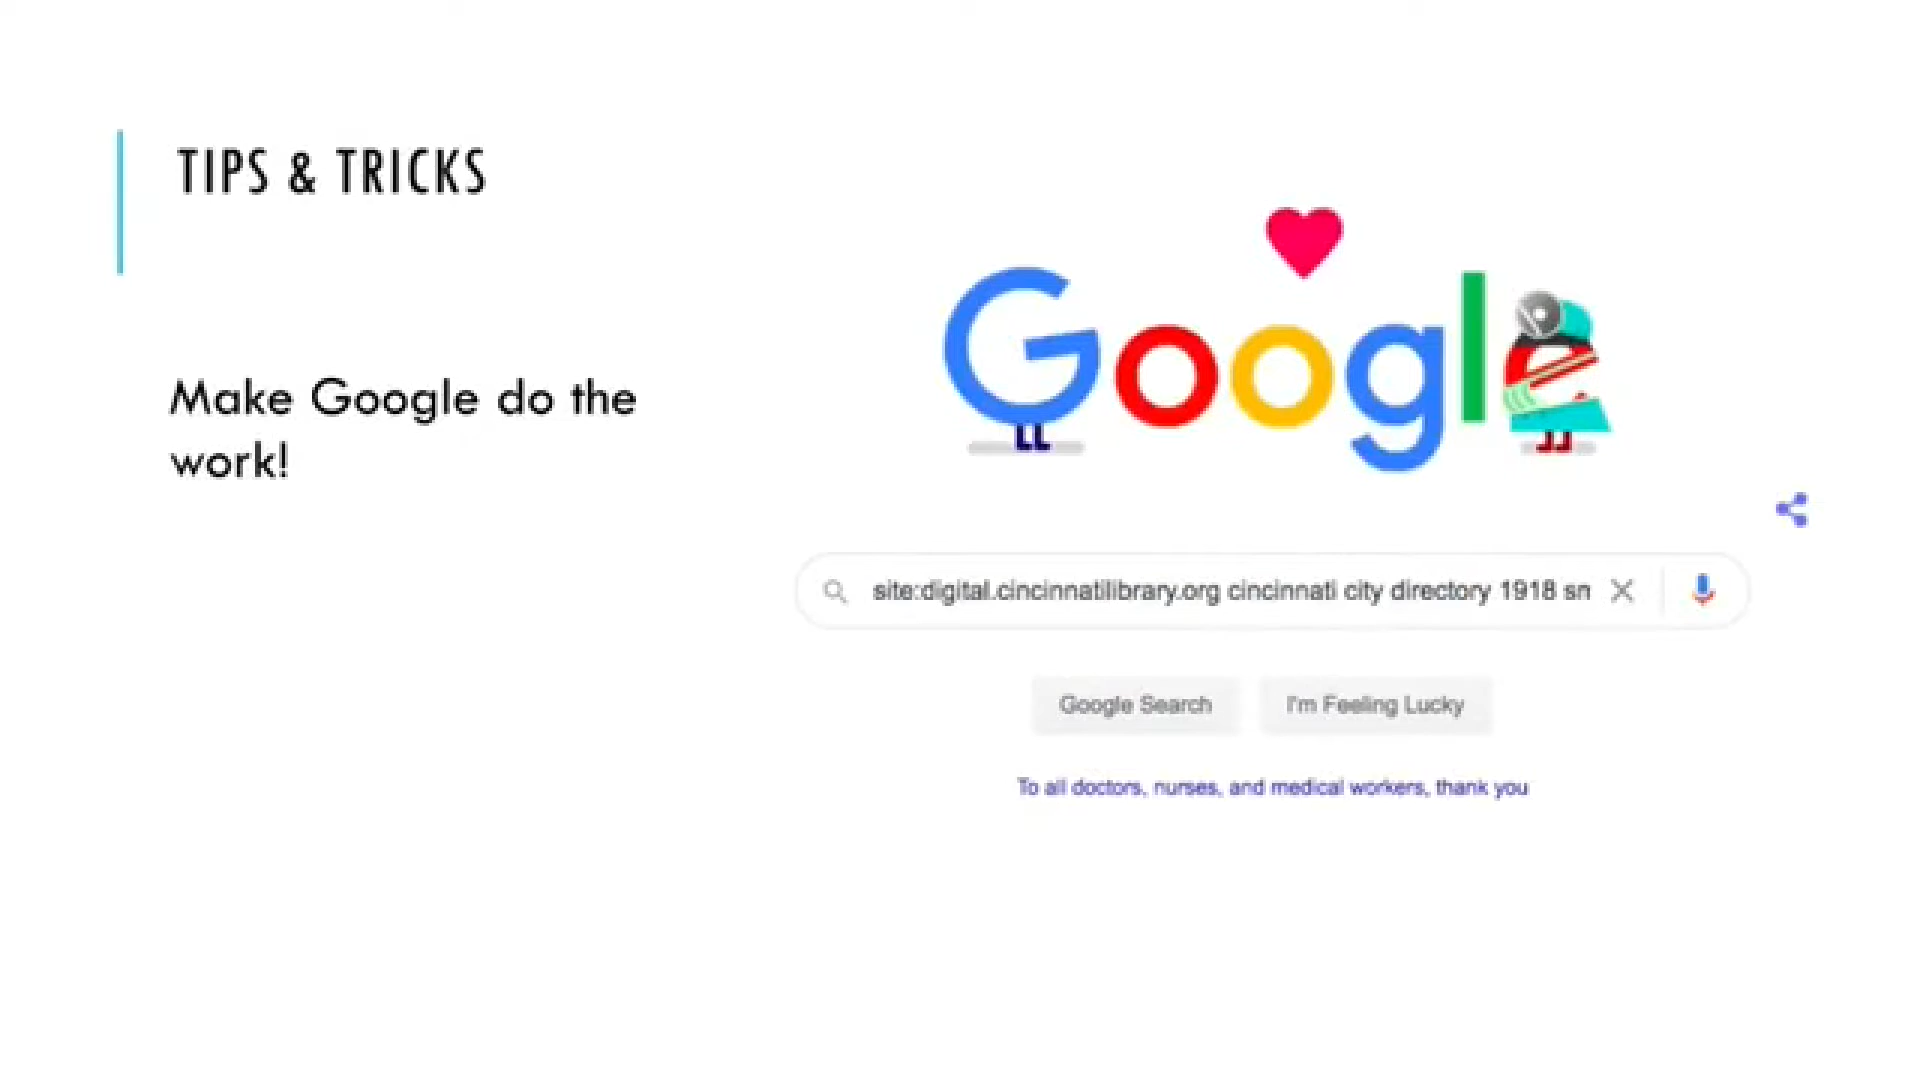 TIPS & TRICKS
Make Google do the
work!
Google
site:digital.cincinnatilibrary.org cincinnati city directory 1918 sn
Google Search
I'm Feeling Lucky
To all doctors, nurses, and medical workers, thank you